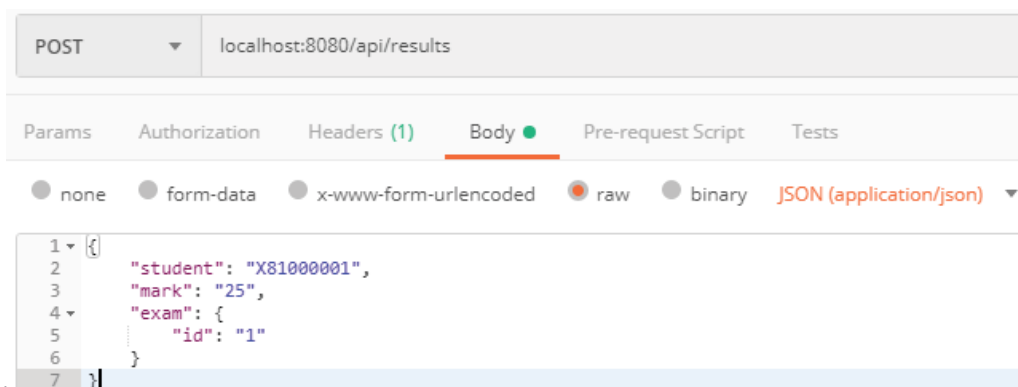 POST localhost:8080/api/results
Params Authorization Headers (1) Body Pre-request Script Tests
none form-data x-www-form-urlencoded raw binary JSON (application/json)
1 {
2 "student": "X81000001",
3 "mark": "25",
4 "exam": {
5 "id": "1"
6 }
7 }